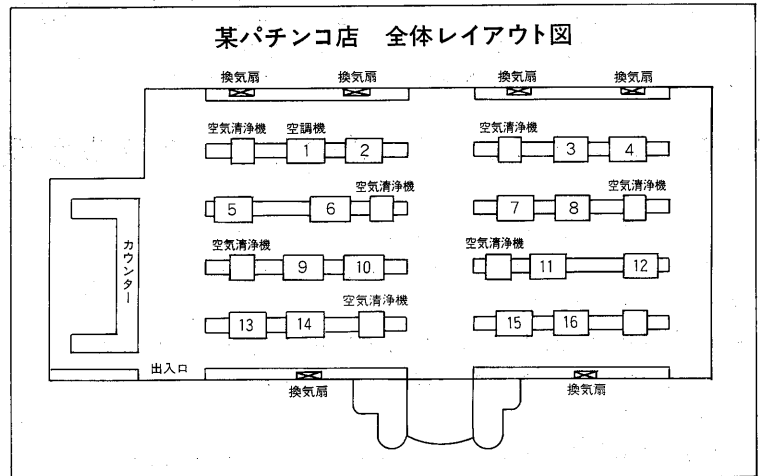 某パチンコ店 全体レイアウト図
換気扇 換気扇 換気扇 換気扇
空気清浄機 空調機 空気清浄機
1 2 3 4
空気清浄機 空気清浄機
5 6 7 8
空気清浄機 空気清浄機
9 10 11 12
カウンター
空気清浄機
13 14 15 16
出入口
換気扇 換気扇